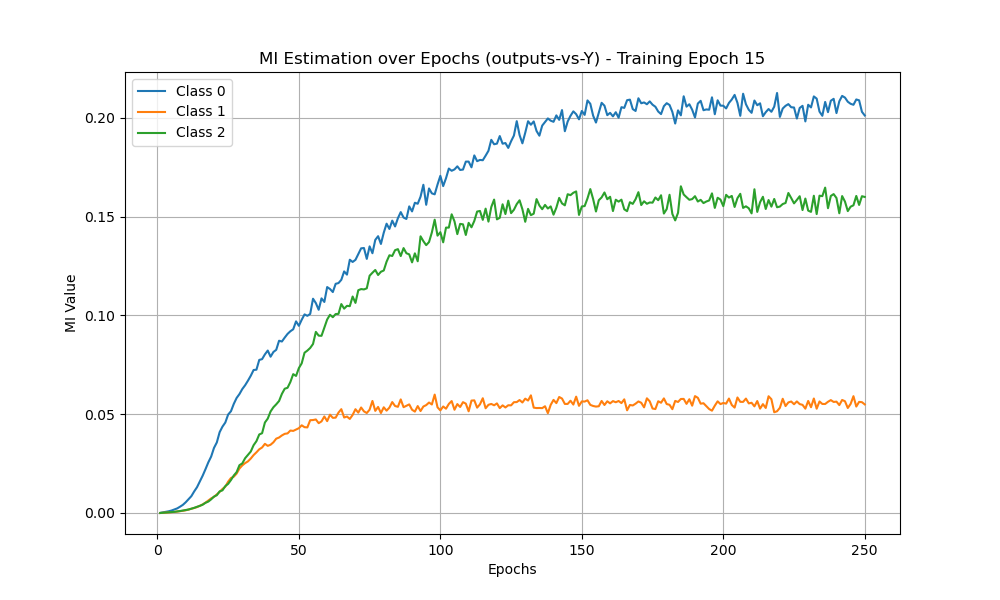 MI Estimation over Epochs (outputs-vs-Y) - Training Epoch 15
Class 0
Class 1
Class 2
MI Value
0.20
0.15
0.10
0.05
0.00
0
50
100
150
200
250
Epochs